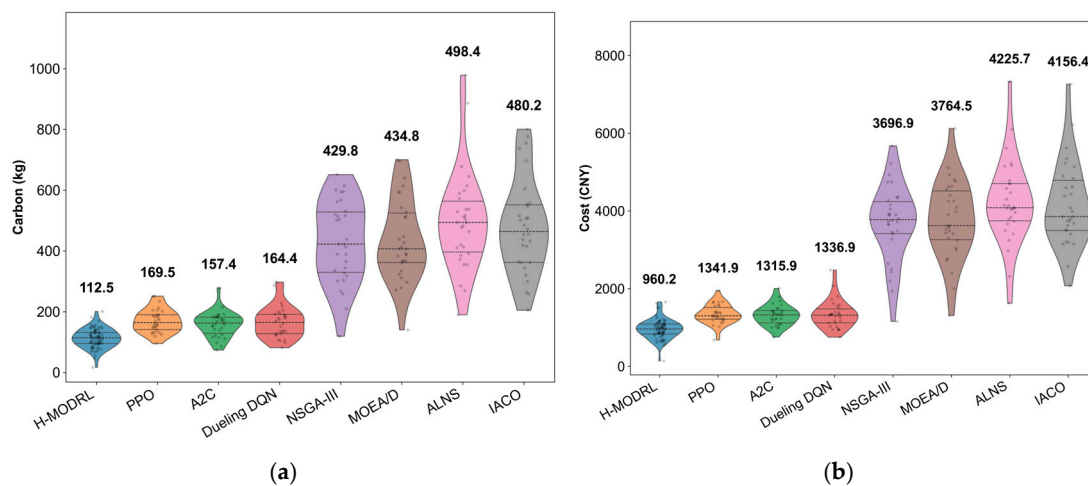 Carbon (kg)
1000
800
600
400
200
0
112.5
169.5
157.4
164.4
429.8
434.8
498.4
480.2
H-MODRL
PPO
A2C
Dueling DQN
NSGA-III
MOEA/D
ALNS
IACO
(a)
Cost (CNY)
8000
6000
4000
2000
0
960.2
1341.9
1315.9
1336.9
3696.9
3764.5
4225.7
4156.4
H-MODRL
PPO
A2C
Dueling DQN
NSGA-III
MOEA/D
ALNS
IACO
(b)